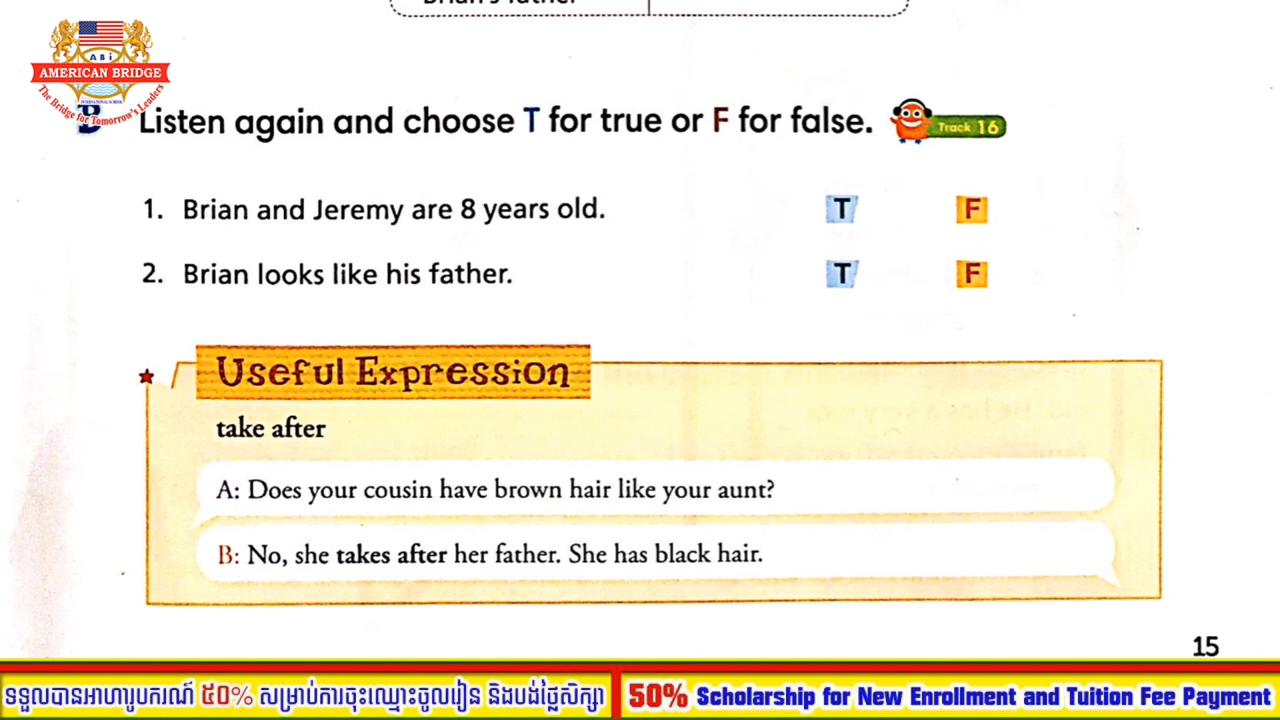 Brian's father
ABi
AMERICAN BRIDGE
INTERNATIONAL SCHOOL
The Bridge for Tomorrow's Leaders
B Listen again and choose T for true or F for false. Track 16
1. Brian and Jeremy are 8 years old. T F
2. Brian looks like his father. T F
Useful Expression
take after
A: Does your cousin have brown hair like your aunt?
B: No, she takes after her father. She has black hair.
15
ទទួលបានអាហារូបករណ៍ ៥០% សម្រាប់ការចុះឈ្មោះចូលរៀន និងបង់ថ្លៃសិក្សា 50% Scholarship for New Enrollment and Tuition Fee Payment